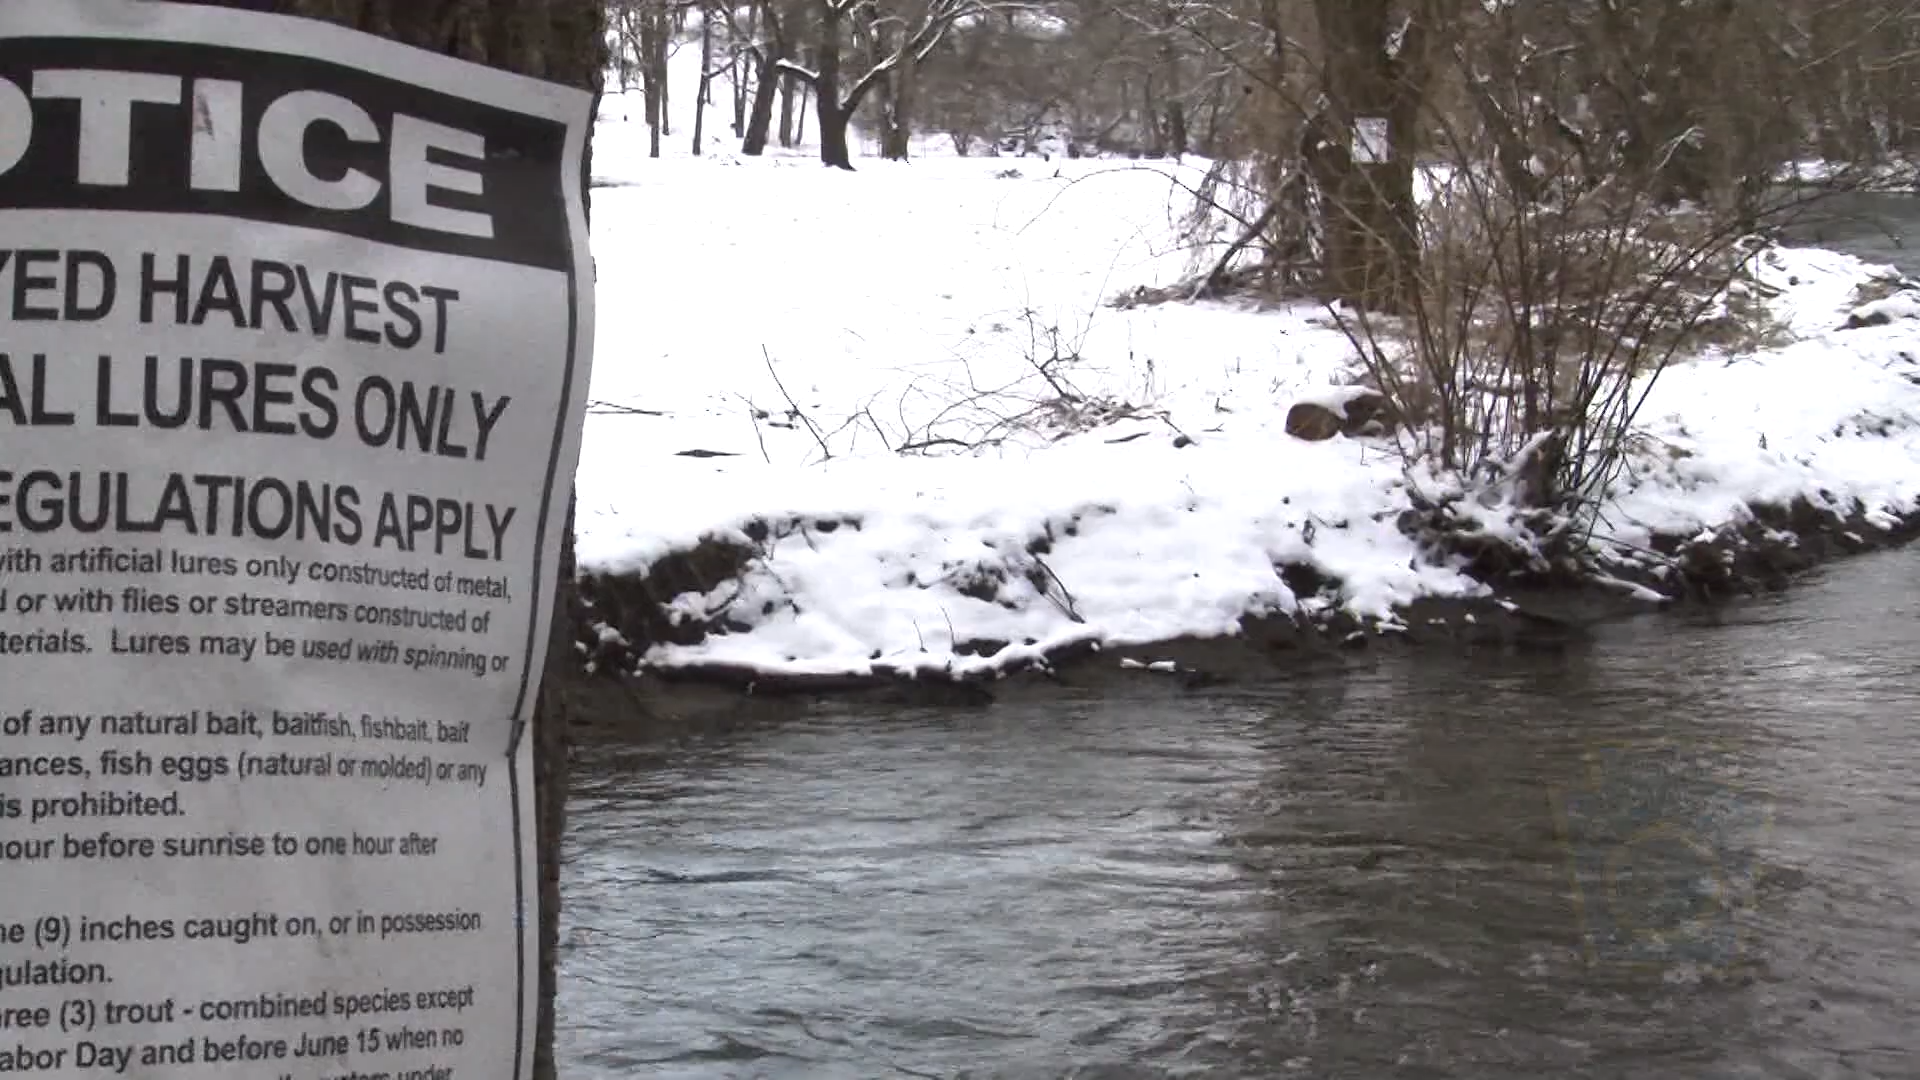 OTICE
YED HARVEST
AL LURES ONLY
EGULATIONS APPLY
with artificial lures only constructed of metal,
d or with flies or streamers constructed of
terials. Lures may be used with spinning or
of any natural bait, baitfish, fishbait, bait
ances, fish eggs (natural or molded) or any
is prohibited.
hour before sunrise to one hour after
ne (9) inches caught on, or in possession
gulation.
hree (3) trout - combined species except
abor Day and before June 15 when no
under